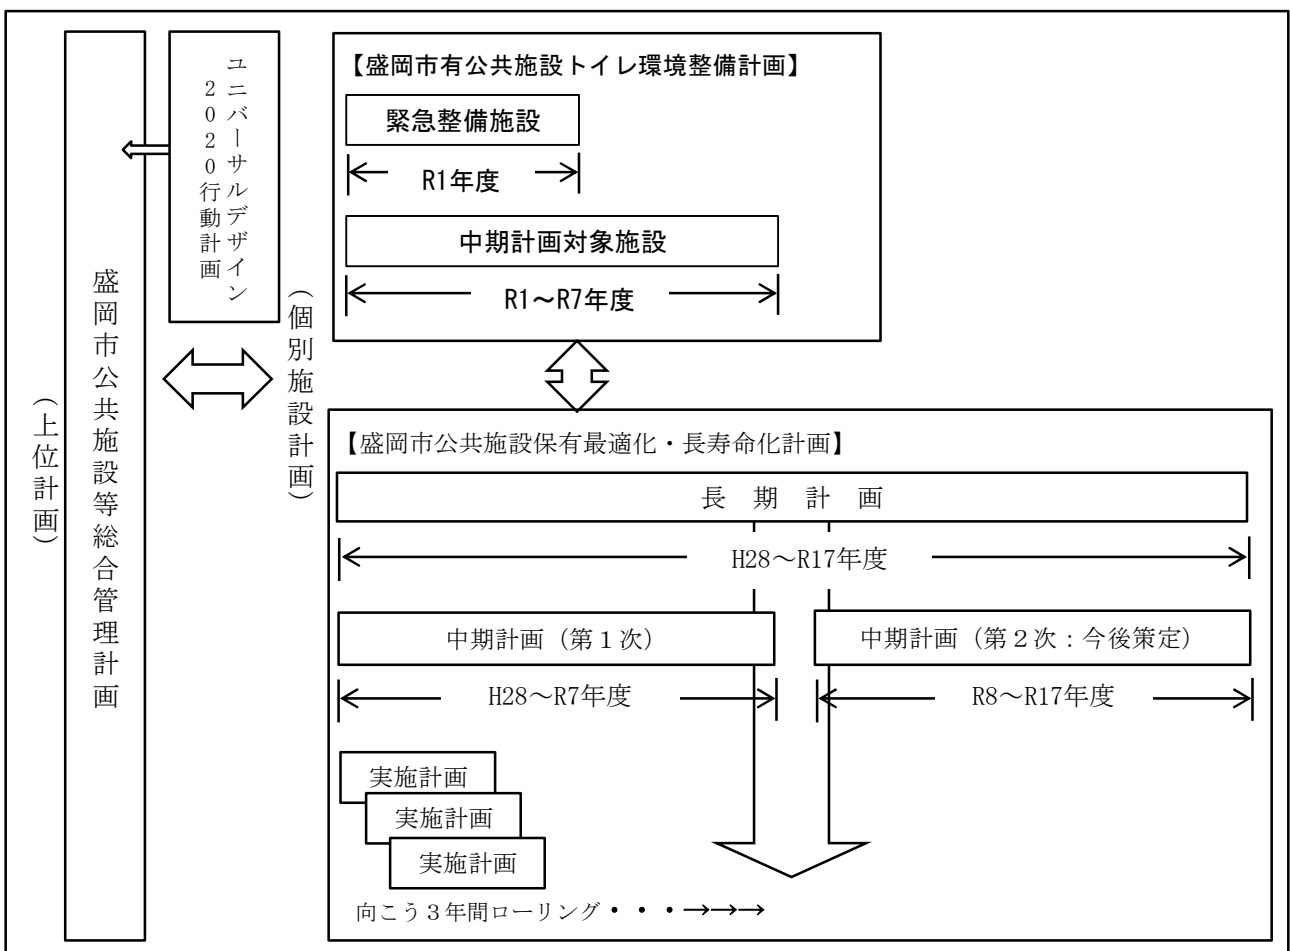 （上位計画）
盛岡市公共施設等総合管理計画
ユニバーサルデザイン
２０２０行動計画
（個別施設計画）
【盛岡市有公共施設トイレ環境整備計画】
緊急整備施設
R1年度
中期計画対象施設
R1～R7年度
【盛岡市公共施設保有最適化・長寿命化計画】
長　期　計　画
H28～R17年度
中期計画（第１次）
中期計画（第２次：今後策定）
H28～R7年度
R8～R17年度
実施計画
実施計画
実施計画
向こう３年間ローリング・・・→→→